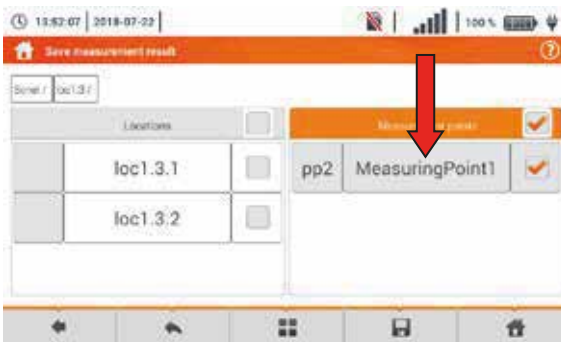 13:52:07 2018-07-22 100 %
Save measurement result
?
Sonel / loc1.3 /
Locations
loc1.3.1
loc1.3.2
pp2 MeasuringPoint1